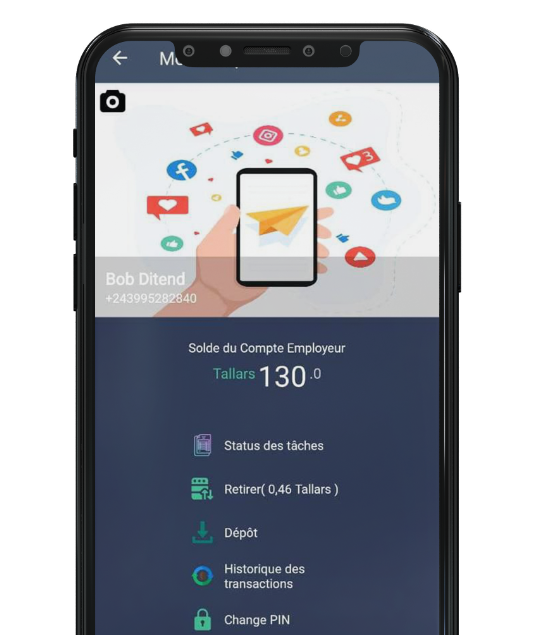 Bob Ditend
+243995282840
Solde du Compte Employeur
Tallars 130.0
Status des tâches
Retirer( 0,46 Tallars )
Dépôt
Historique des
transactions
Change PIN
3